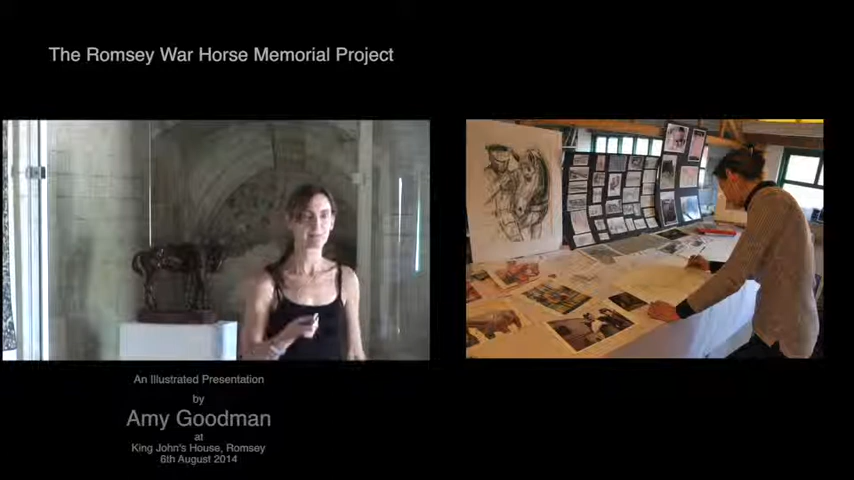 The Romsey War Horse Memorial Project
An Illustrated Presentation
by
Amy Goodman
at
King John's House, Romsey
6th August 2014